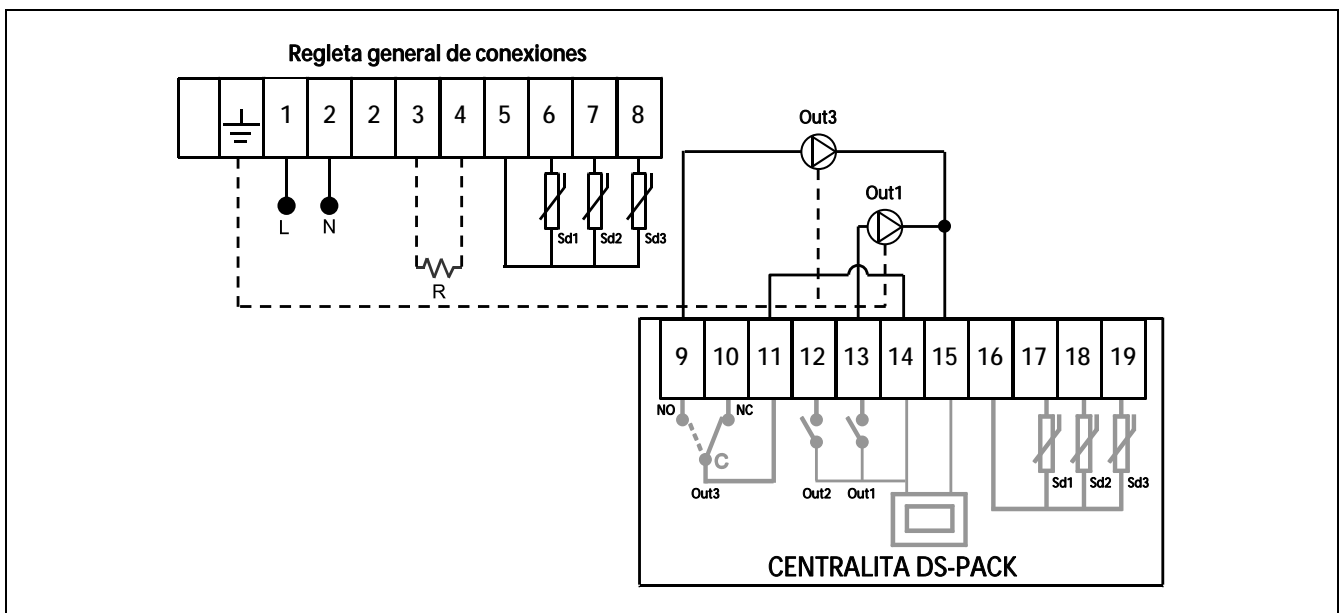 Regleta general de conexiones
1 2 2 3 4 5 6 7 8
L N
R
Sd1 Sd2 Sd3
Out3
Out1
9 10 11 12 13 14 15 16 17 18 19
NO NC
C
Out3 Out2 Out1
Sd1 Sd2 Sd3
CENTRALITA DS-PACK